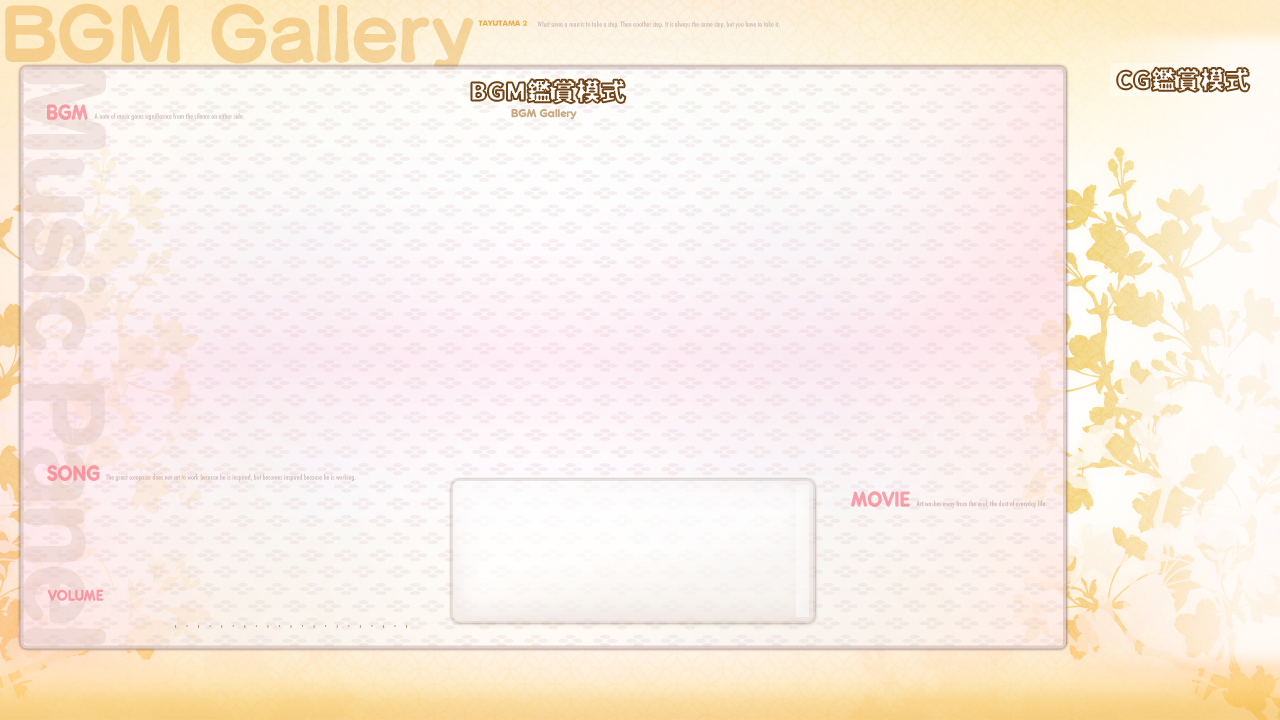 BGM Gallery
TAYUTAMA 2 What saves a man is to take a step. Then another step. It is always the same step, but you have to take it.
BGM鑑賞模式
BGM Gallery
CG鑑賞模式
Music Panel
BGM A note of music gains significance from the silence on either side.
SONG The great composer does not set to work because he is inspired, but becomes inspired because he is working.
MOVIE Art washes away from the soul, the dust of everyday life.
VOLUME